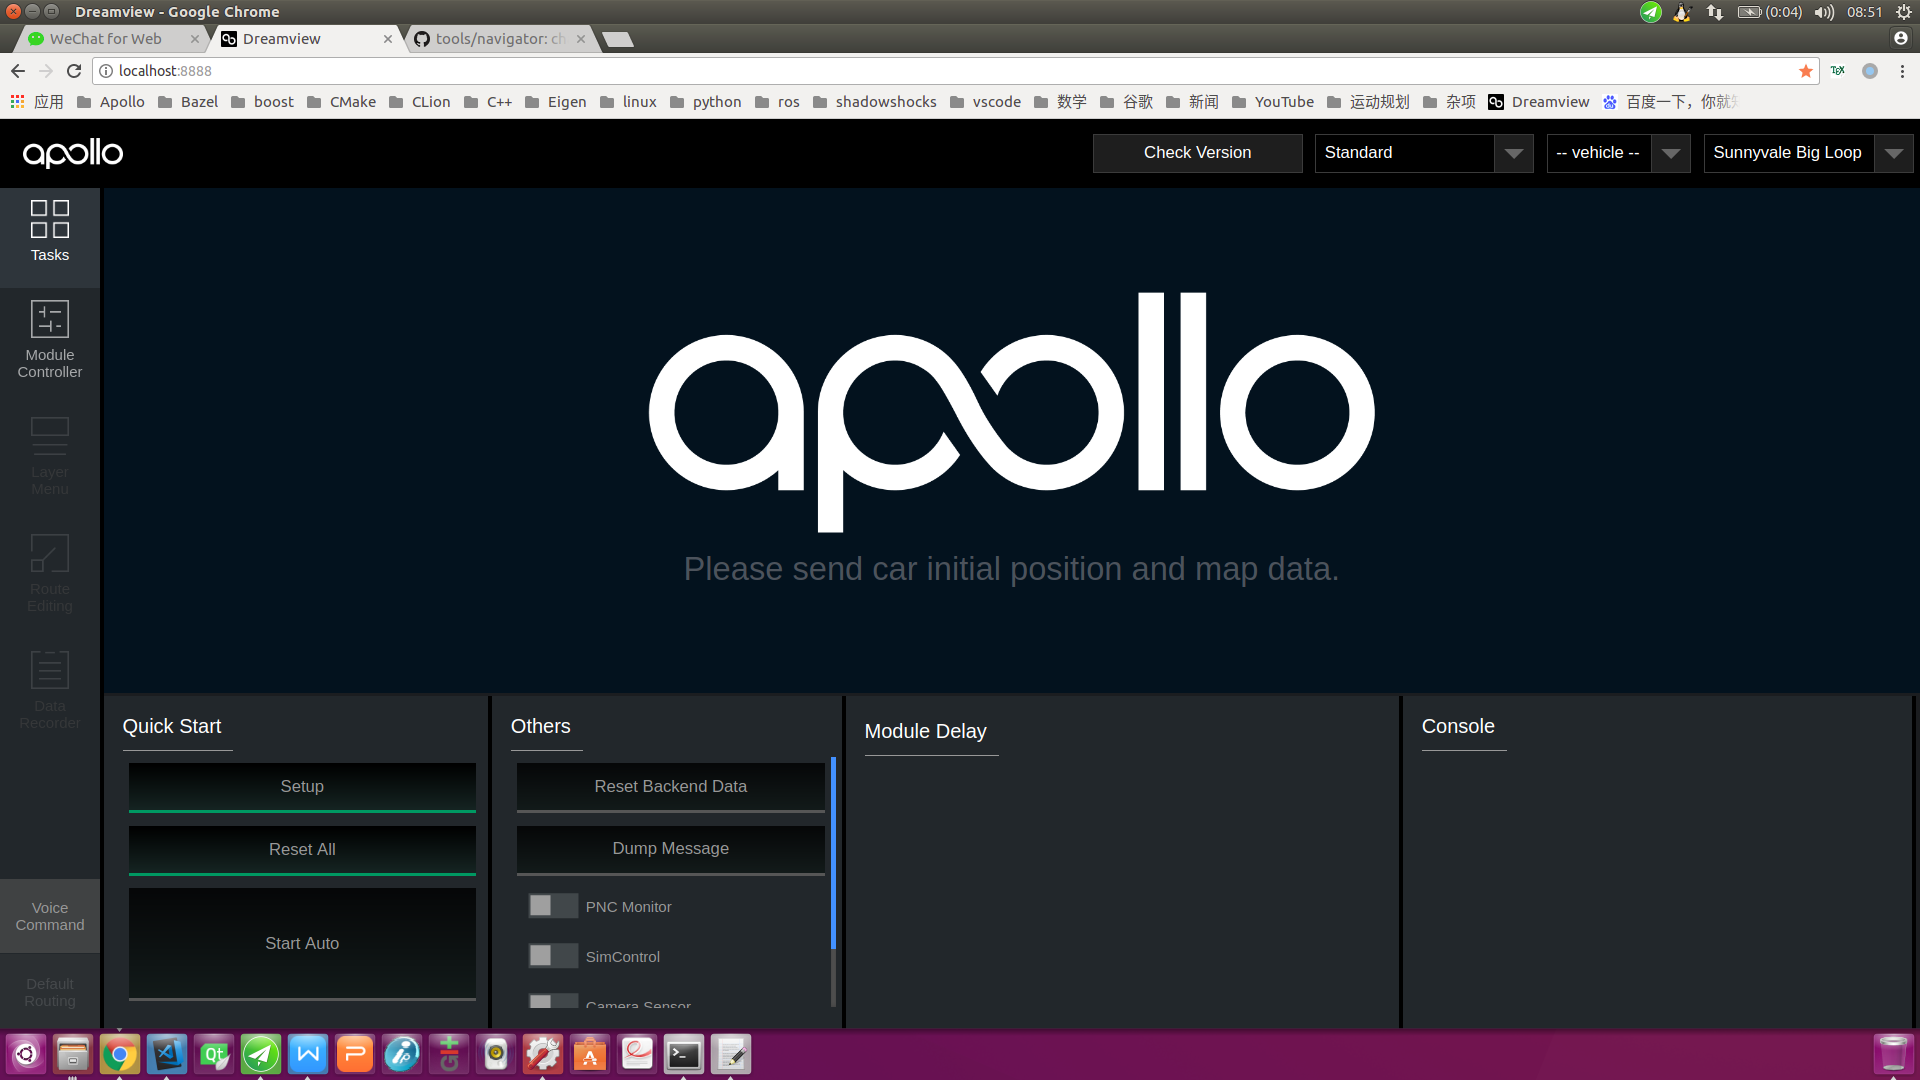 Dreamview - Google Chrome
(0:04)
08:51
WeChat for Web
Dreamview
tools/navigator: ch
localhost:8888
TEX
应用
Apollo
Bazel
boost
CMake
CLion
C++
Eigen
linux
python
ros
shadowshocks
vscode
数学
谷歌
新闻
YouTube
运动规划
杂项
Dreamview
百度一下，你就知
apollo
Check Version
Standard
-- vehicle --
Sunnyvale Big Loop
Tasks
Module
Controller
Layer
Menu
Route
Editing
Data
Recorder
Voice
Command
Default
Routing
apollo
Please send car initial position and map data.
Quick Start
Setup
Reset All
Start Auto
Others
Reset Backend Data
Dump Message
PNC Monitor
SimControl
Camera Sensor
Module Delay
Console
Qt
W
P
Git
A